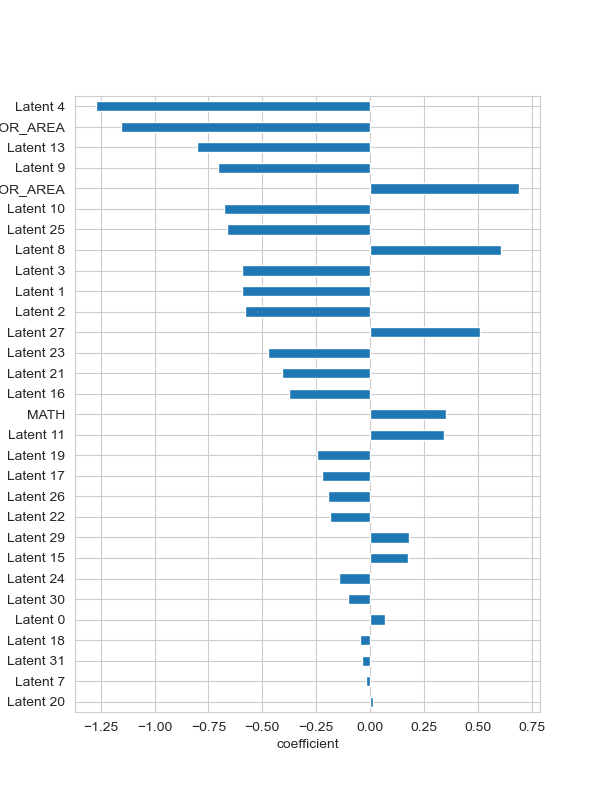 Latent 4
OR_AREA
Latent 13
Latent 9
OR_AREA
Latent 10
Latent 25
Latent 8
Latent 3
Latent 1
Latent 2
Latent 27
Latent 23
Latent 21
Latent 16
MATH
Latent 11
Latent 19
Latent 17
Latent 26
Latent 22
Latent 29
Latent 15
Latent 24
Latent 30
Latent 0
Latent 18
Latent 31
Latent 7
Latent 20
−1.25 −1.00 −0.75 −0.50 −0.25 0.00 0.25 0.50 0.75
coefficient